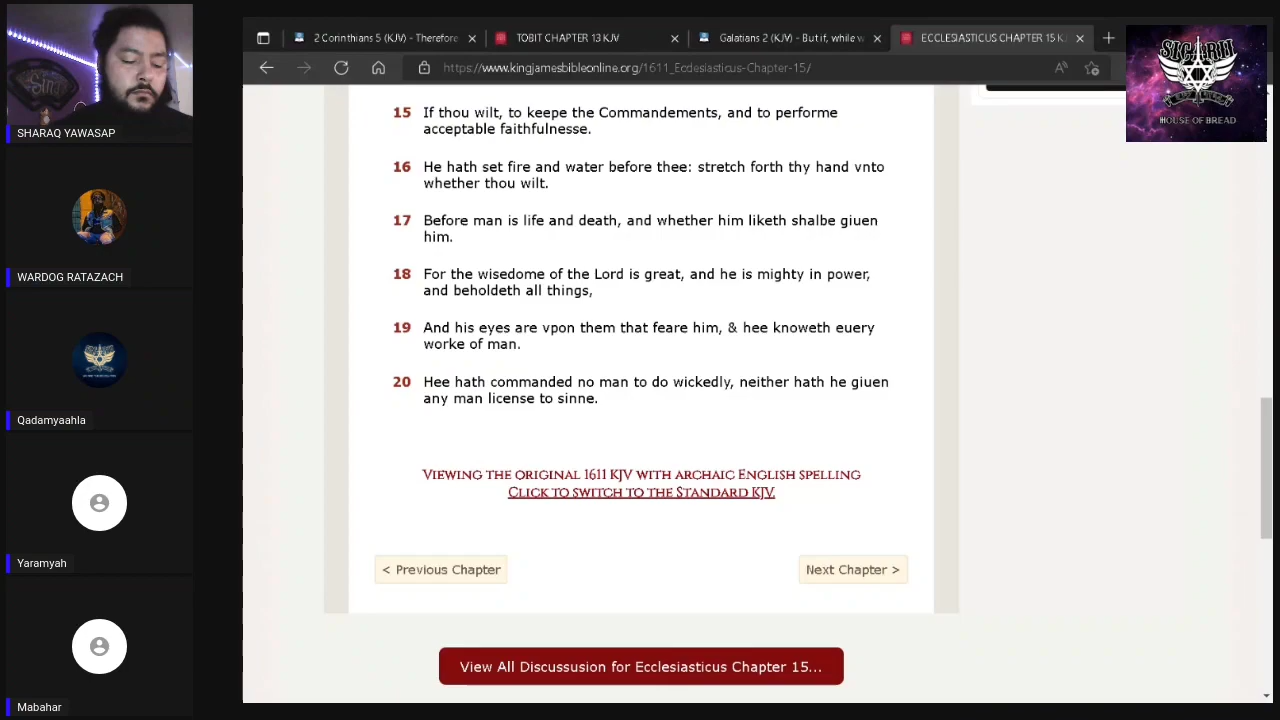 2 Corinthians 5 (KJV) - Therefore
TOBIT CHAPTER 13 KJV
Galatians 2 (KJV) - But if, while w
ECCLESIASTICUS CHAPTER 15 K
https://www.kingjamesbibleonline.org/1611_Ecclesiasticus-Chapter-15/
SICARII
HOUSE OF BREAD
15 If thou wilt, to keepe the Commandements, and to performe
acceptable faithfulnesse.
16 He hath set fire and water before thee: stretch forth thy hand vnto
whether thou wilt.
17 Before man is life and death, and whether him liketh shalbe giuen
him.
18 For the wisedome of the Lord is great, and he is mighty in power,
and beholdeth all things,
19 And his eyes are vpon them that feare him, & hee knoweth euery
worke of man.
20 Hee hath commanded no man to do wickedly, neither hath he giuen
any man license to sinne.
Viewing the original 1611 KJV with archaic English spelling
Click to switch to the Standard KJV.
< Previous Chapter
Next Chapter >
View All Discussusion for Ecclesiasticus Chapter 15...
SHARAQ YAWASAP
WARDOG RATAZACH
Qadamyaahla
Yaramyah
Mabahar